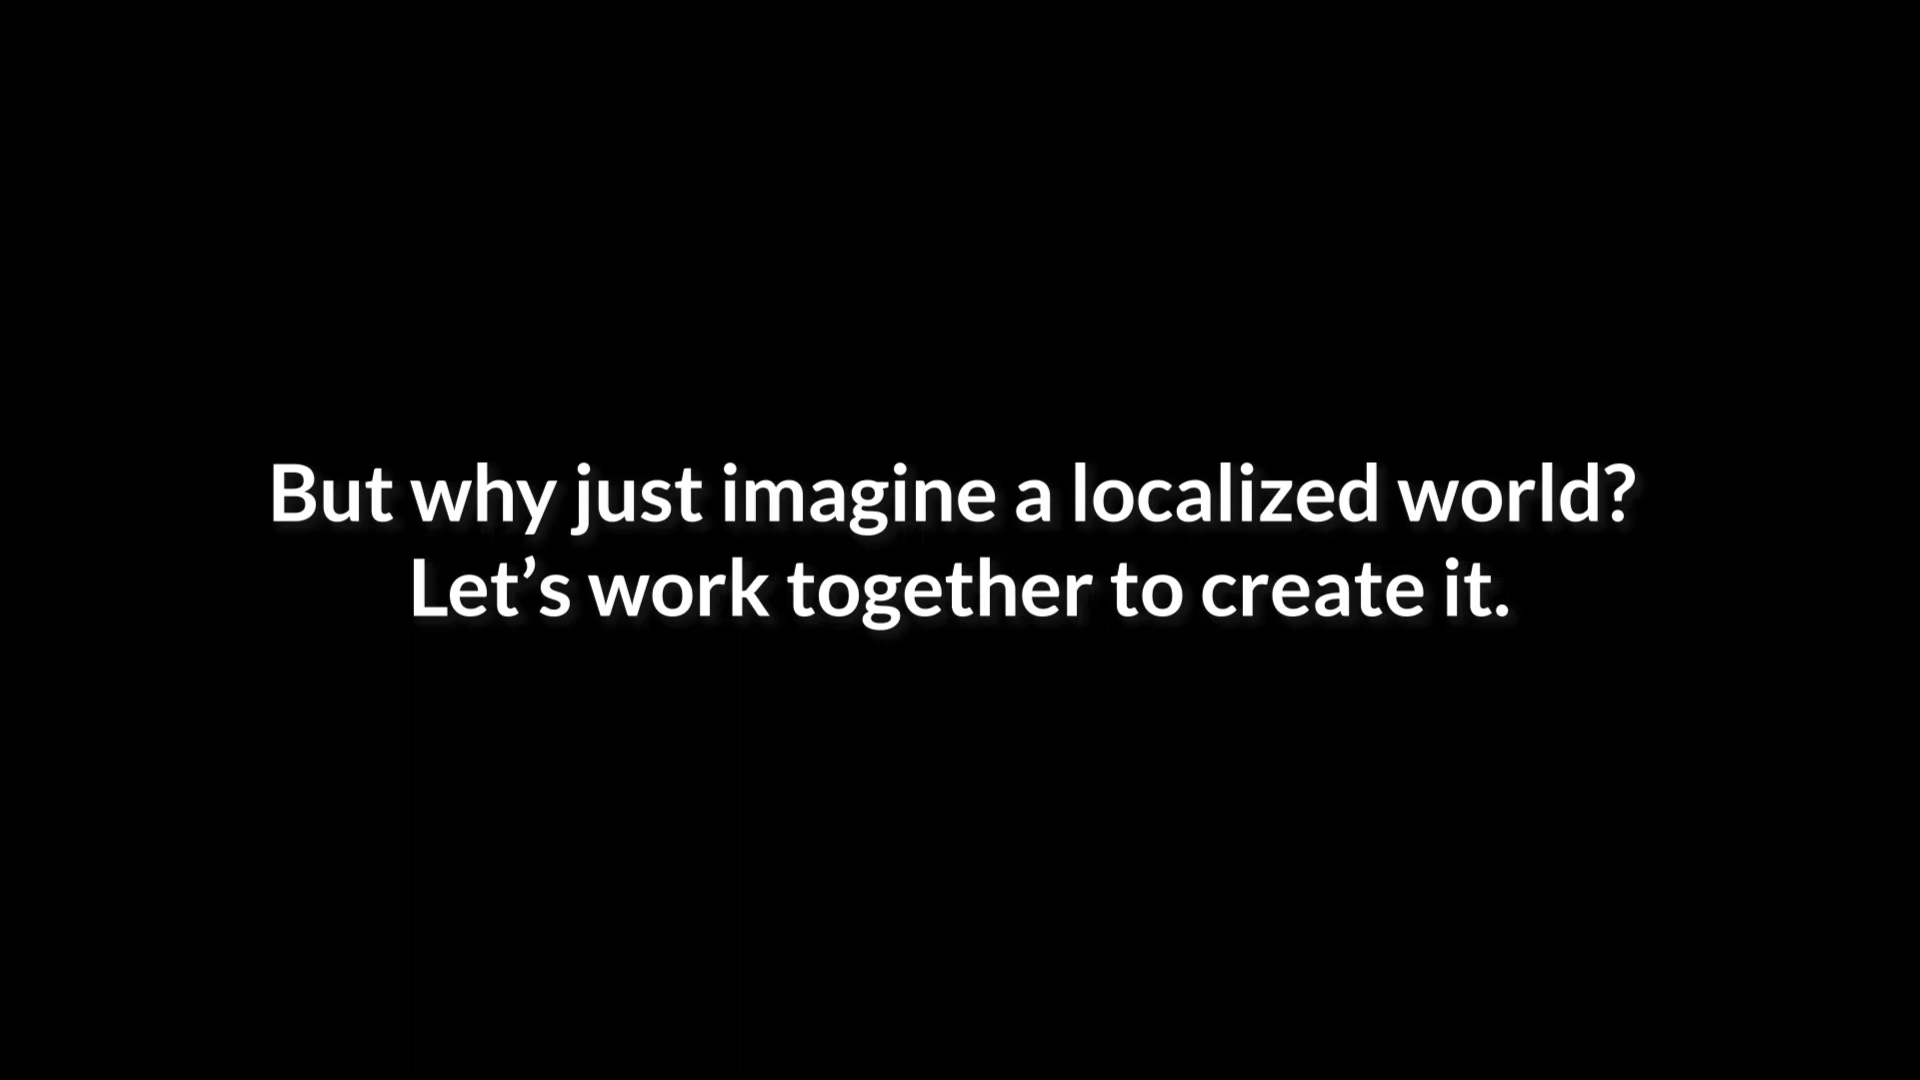 But why just imagine a localized world?
Let’s work together to create it.